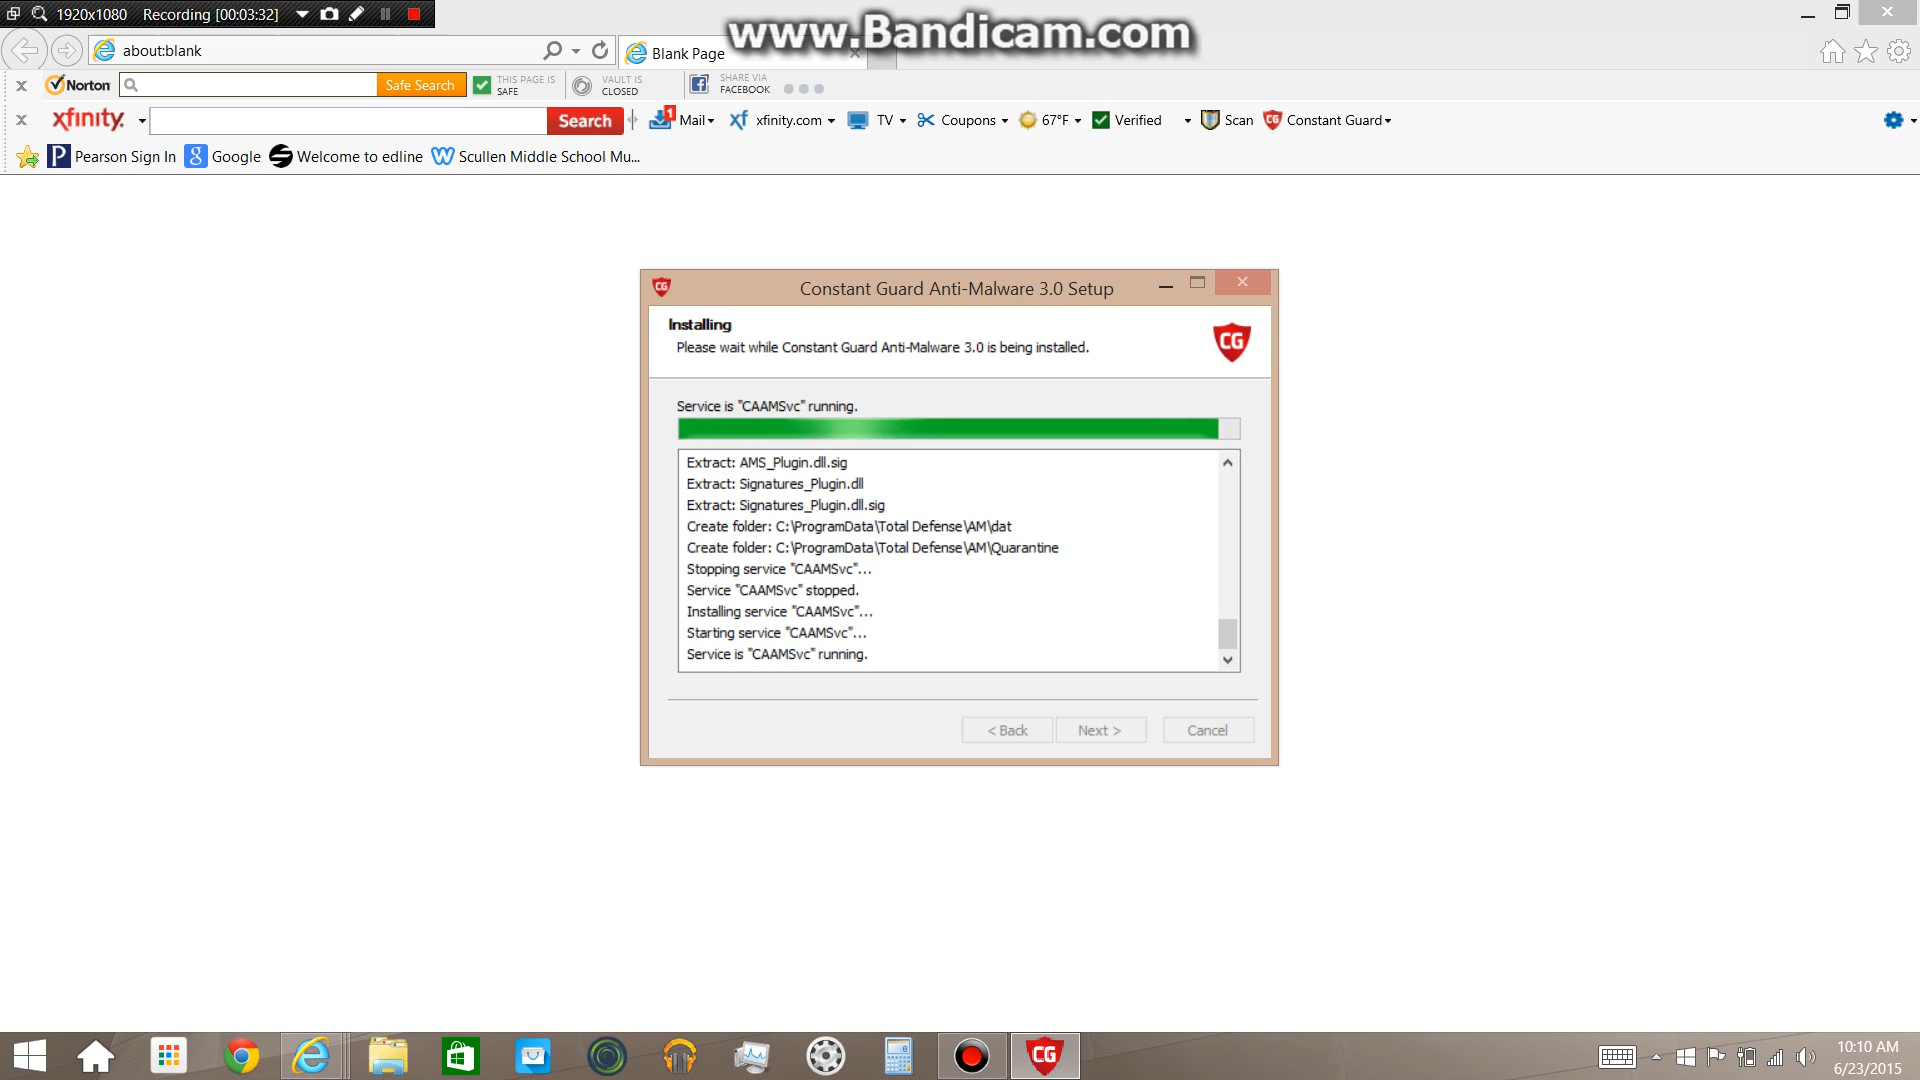 1920x1080 Recording [00:03:32]
www.Bandicam.com
about:blank
Blank Page
Norton Safe Search THIS PAGE IS SAFE VAULT IS CLOSED SHARE VIA FACEBOOK
xfinity. Search 1 Mail xf xfinity.com TV Coupons 67°F Verified Scan CG Constant Guard
P Pearson Sign In g Google Welcome to edline W Scullen Middle School Mu...
CG Constant Guard Anti-Malware 3.0 Setup
Installing
Please wait while Constant Guard Anti-Malware 3.0 is being installed.
CG
Service is "CAAMSvc" running.
Extract: AMS_Plugin.dll.sig
Extract: Signatures_Plugin.dll
Extract: Signatures_Plugin.dll.sig
Create folder: C:\ProgramData\Total Defense\AM\dat
Create folder: C:\ProgramData\Total Defense\AM\Quarantine
Stopping service "CAAMSvc"...
Service "CAAMSvc" stopped.
Installing service "CAAMSvc"...
Starting service "CAAMSvc"...
Service is "CAAMSvc" running.
< Back Next > Cancel
CG
10:10 AM
6/23/2015